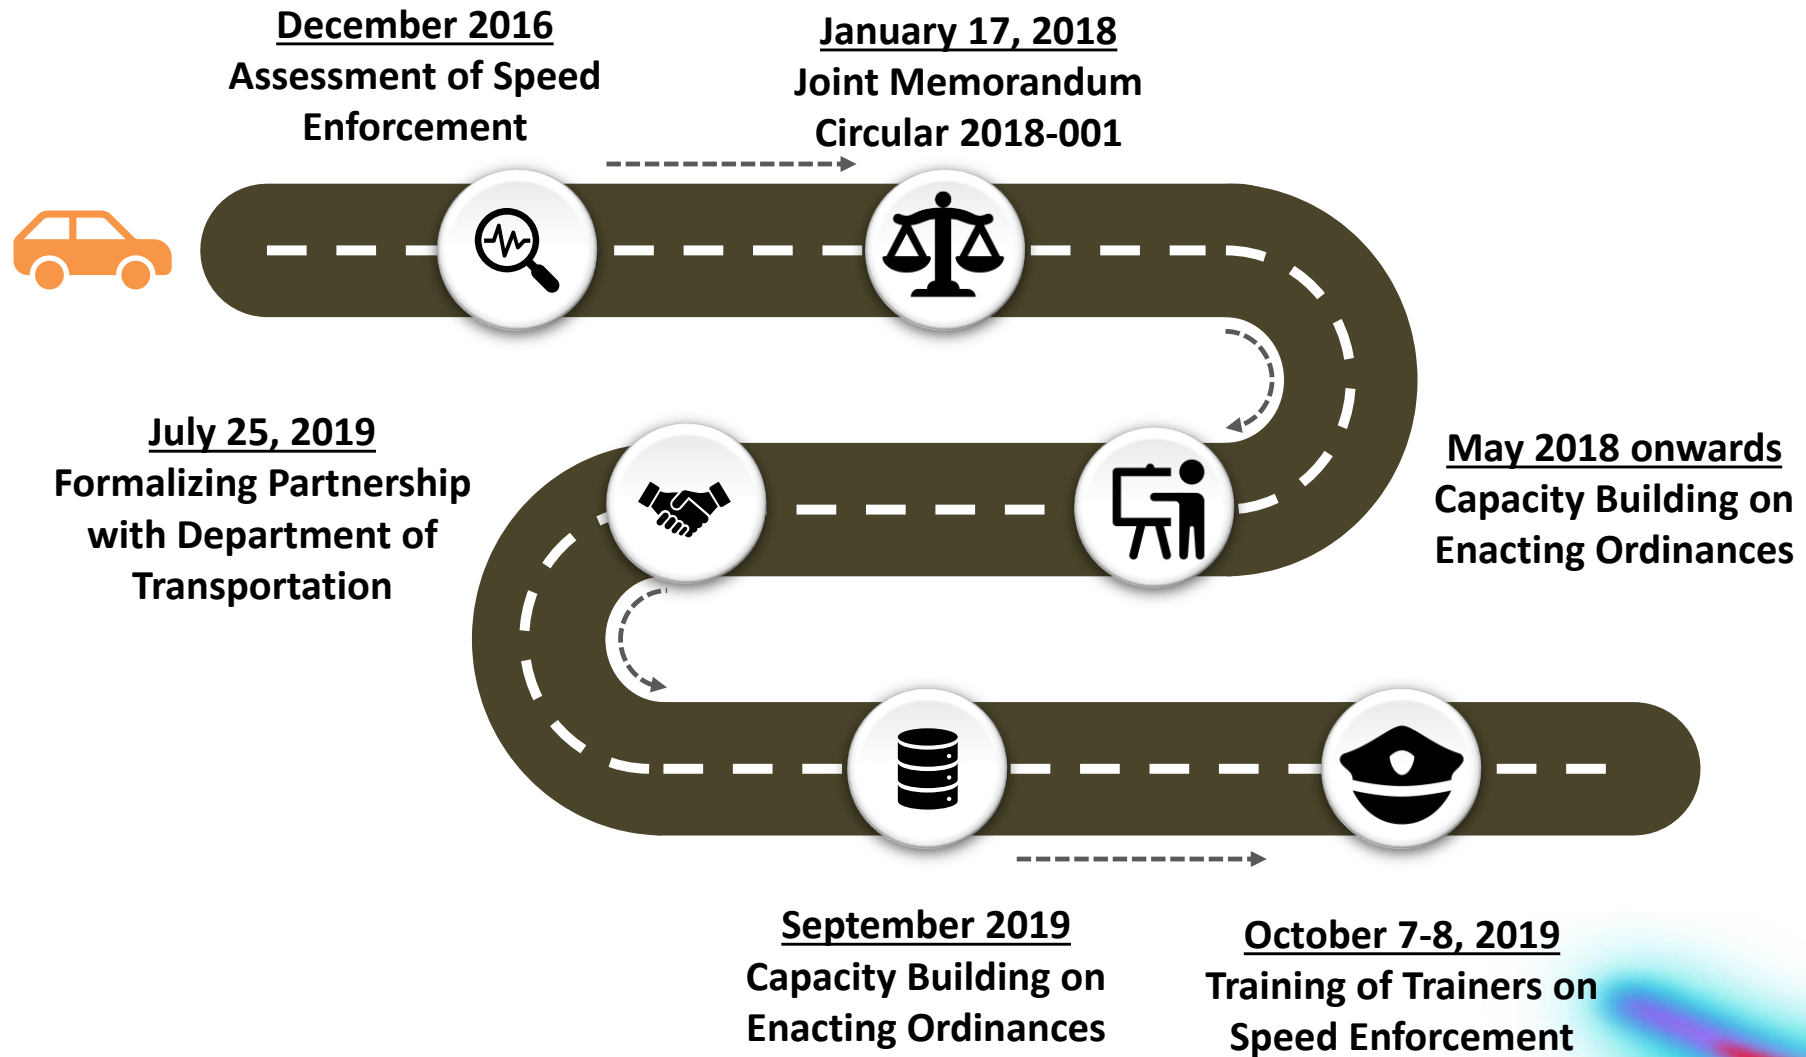 December 2016
Assessment of Speed
Enforcement
January 17, 2018
Joint Memorandum
Circular 2018-001
May 2018 onwards
Capacity Building on
Enacting Ordinances
July 25, 2019
Formalizing Partnership
with Department of
Transportation
September 2019
Capacity Building on
Enacting Ordinances
October 7-8, 2019
Training of Trainers on
Speed Enforcement